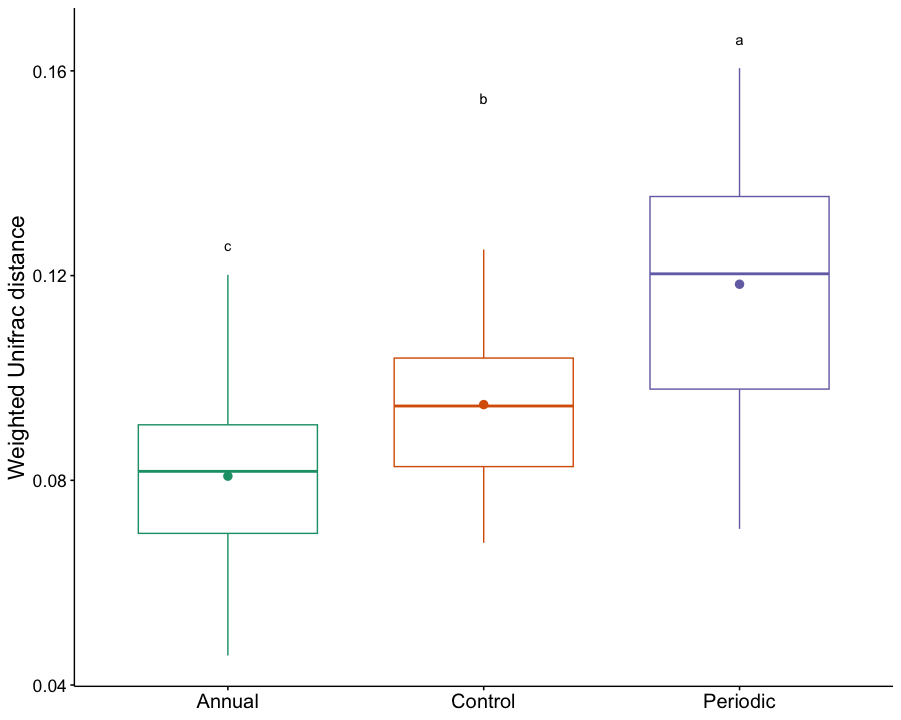 a
0.16
b
c
0.12
Weighted Unifrac distance
0.08
0.04
Annual Control Periodic